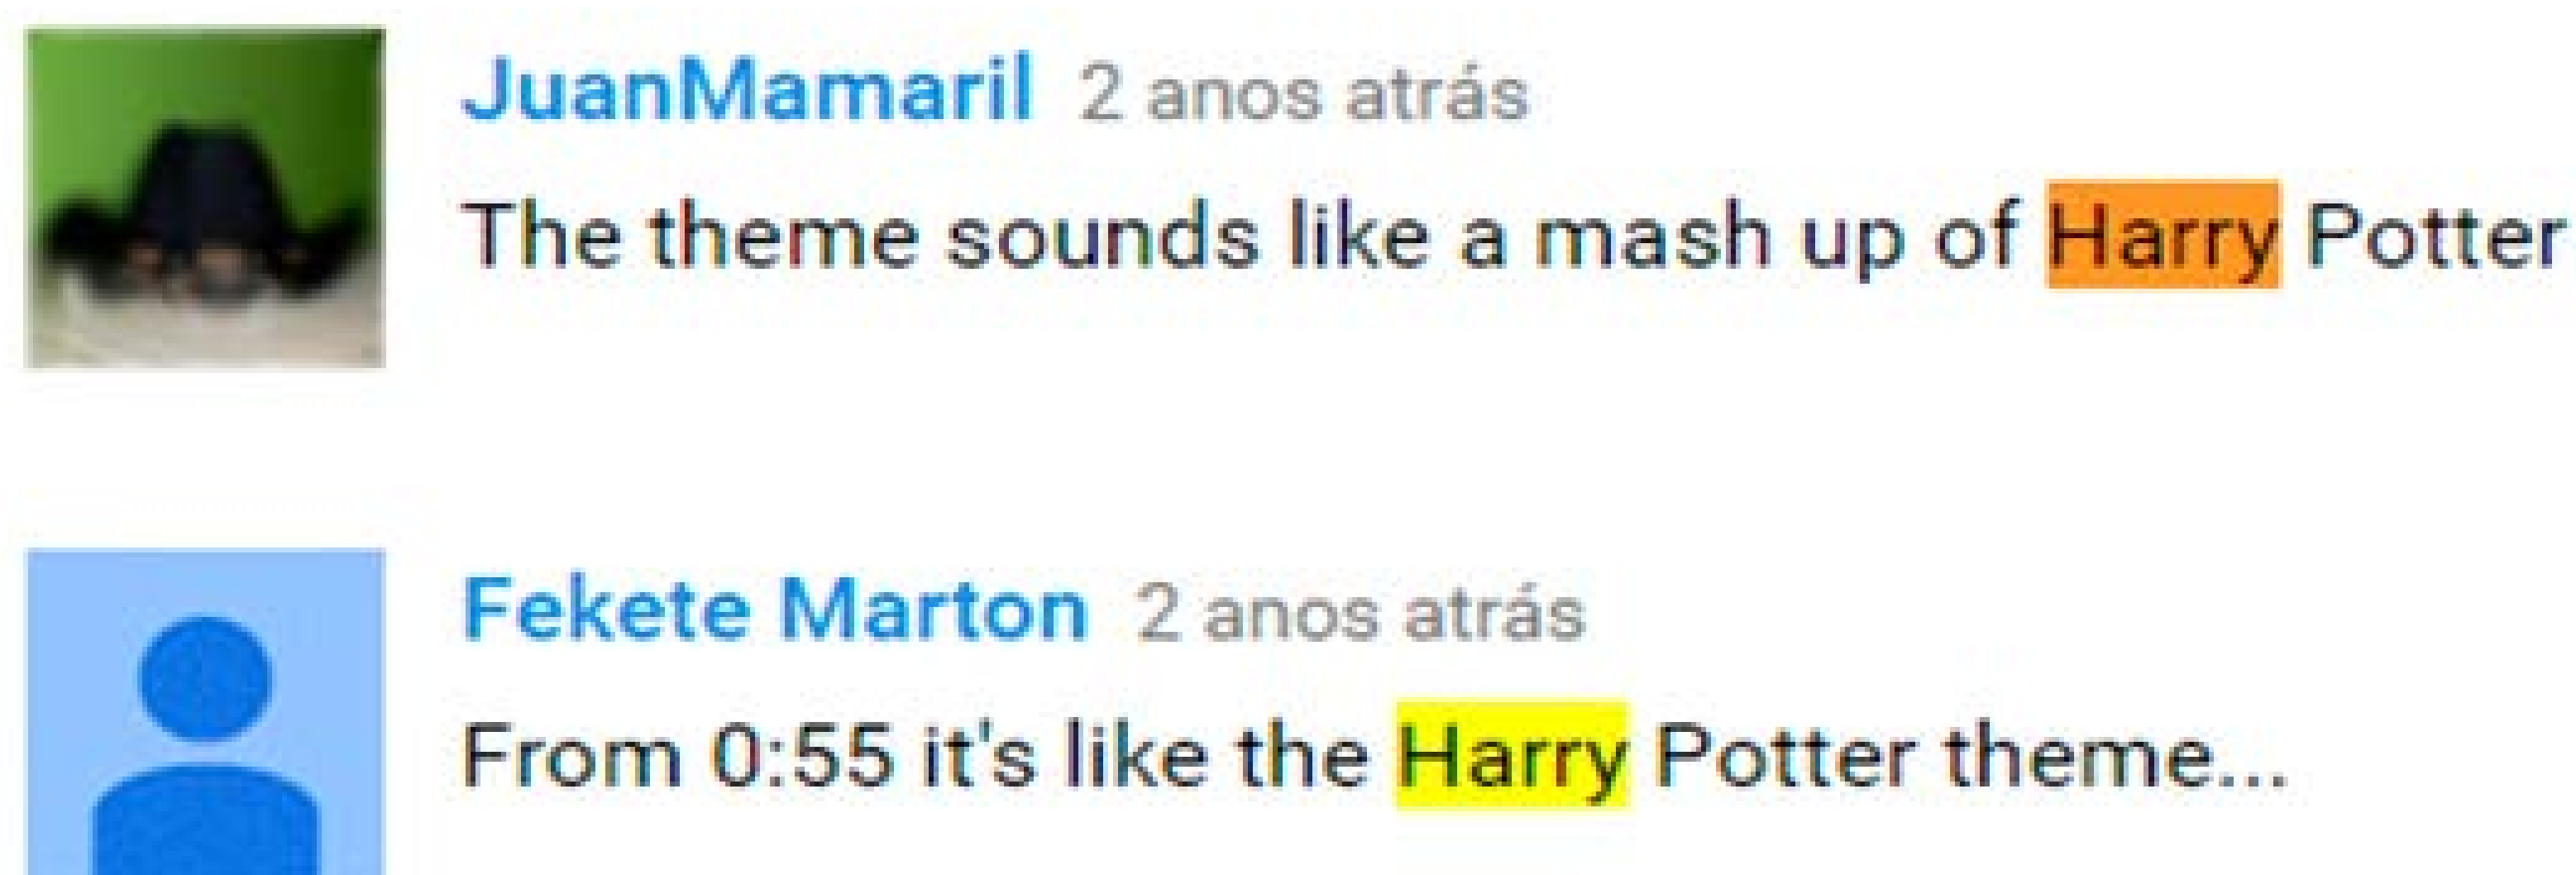 JuanMamaril 2 anos atrás
The theme sounds like a mash up of Harry Potter
Fekete Marton 2 anos atrás
From 0:55 it's like the Harry Potter theme...